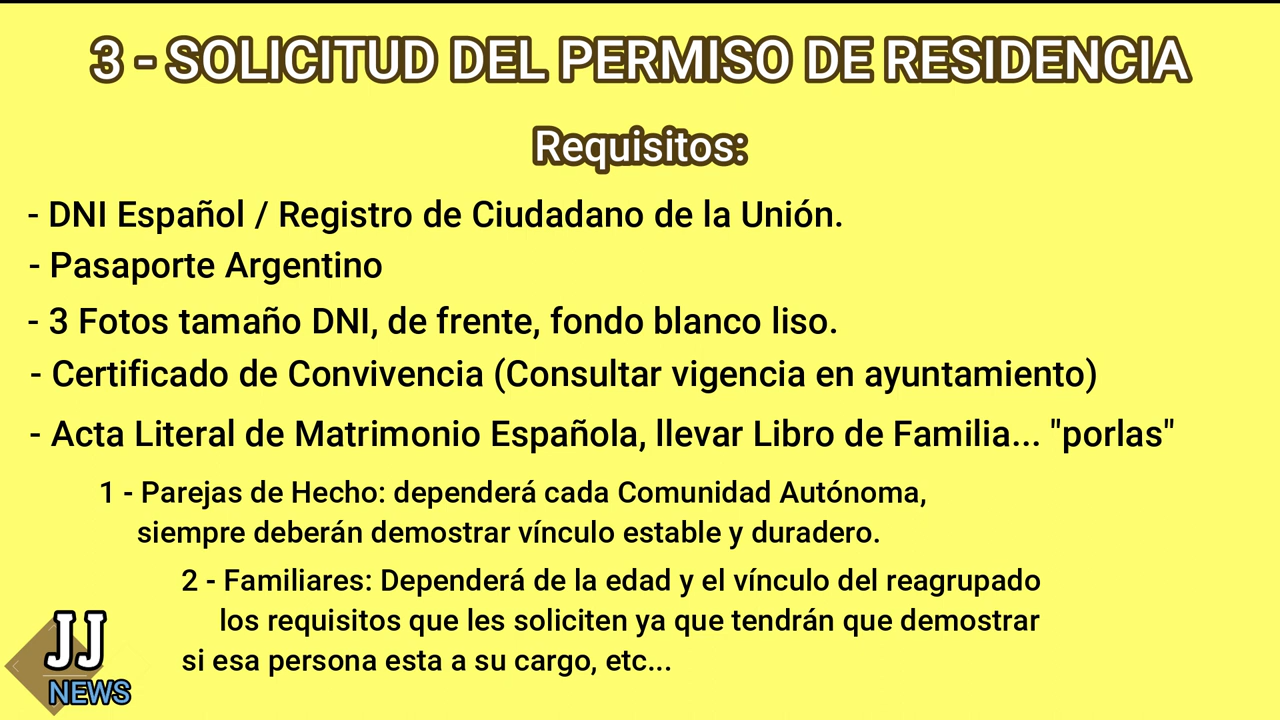 3 - SOLICITUD DEL PERMISO DE RESIDENCIA
Requisitos:
- DNI Español / Registro de Ciudadano de la Unión.
- Pasaporte Argentino
- 3 Fotos tamaño DNI, de frente, fondo blanco liso.
- Certificado de Convivencia (Consultar vigencia en ayuntamiento)
- Acta Literal de Matrimonio Española, llevar Libro de Familia... "porlas"
1 - Parejas de Hecho: dependerá cada Comunidad Autónoma,
siempre deberán demostrar vínculo estable y duradero.
2 - Familiares: Dependerá de la edad y el vínculo del reagrupado
los requisitos que les soliciten ya que tendrán que demostrar
si esa persona esta a su cargo, etc...
JJ
NEWS